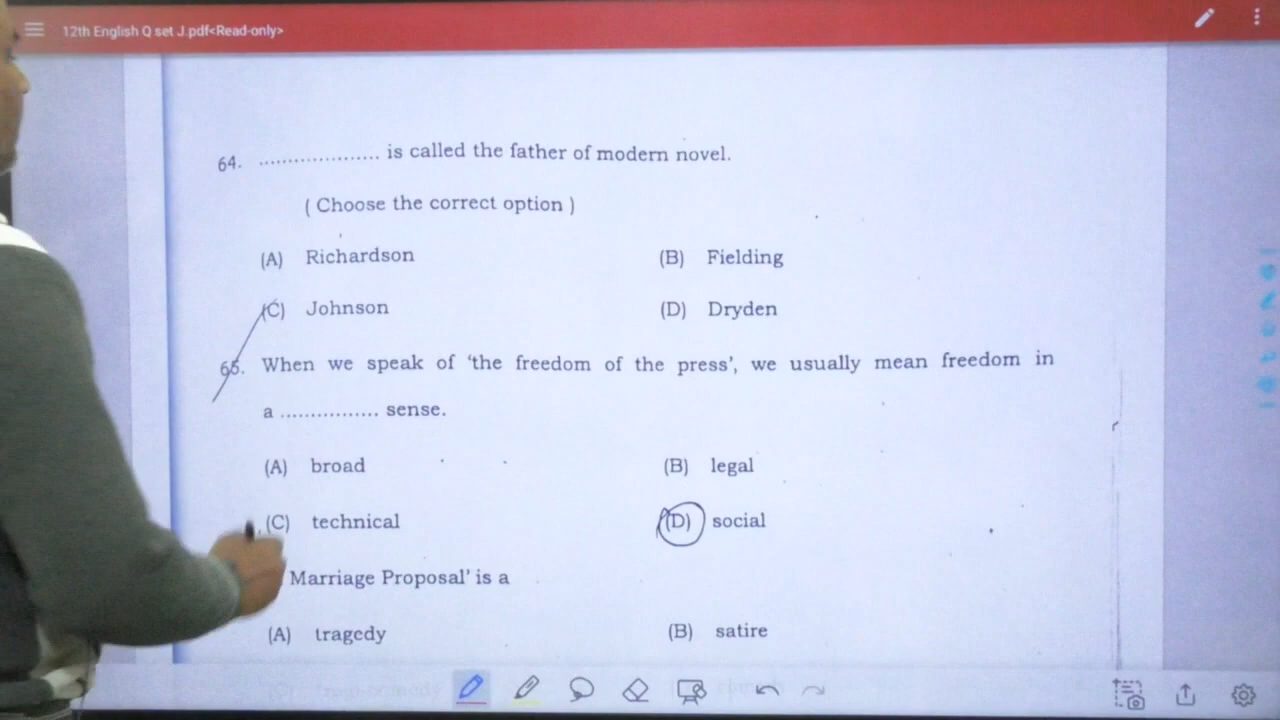 12th English Q set J.pdf<Read-only>
64. .................... is called the father of modern novel.
( Choose the correct option )
(A) Richardson
(B) Fielding
(C) Johnson
(D) Dryden
65. When we speak of 'the freedom of the press', we usually mean freedom in
a ................ sense.
(A) broad
(B) legal
(C) technical
(D) social
Marriage Proposal' is a
(A) tragedy
(B) satire